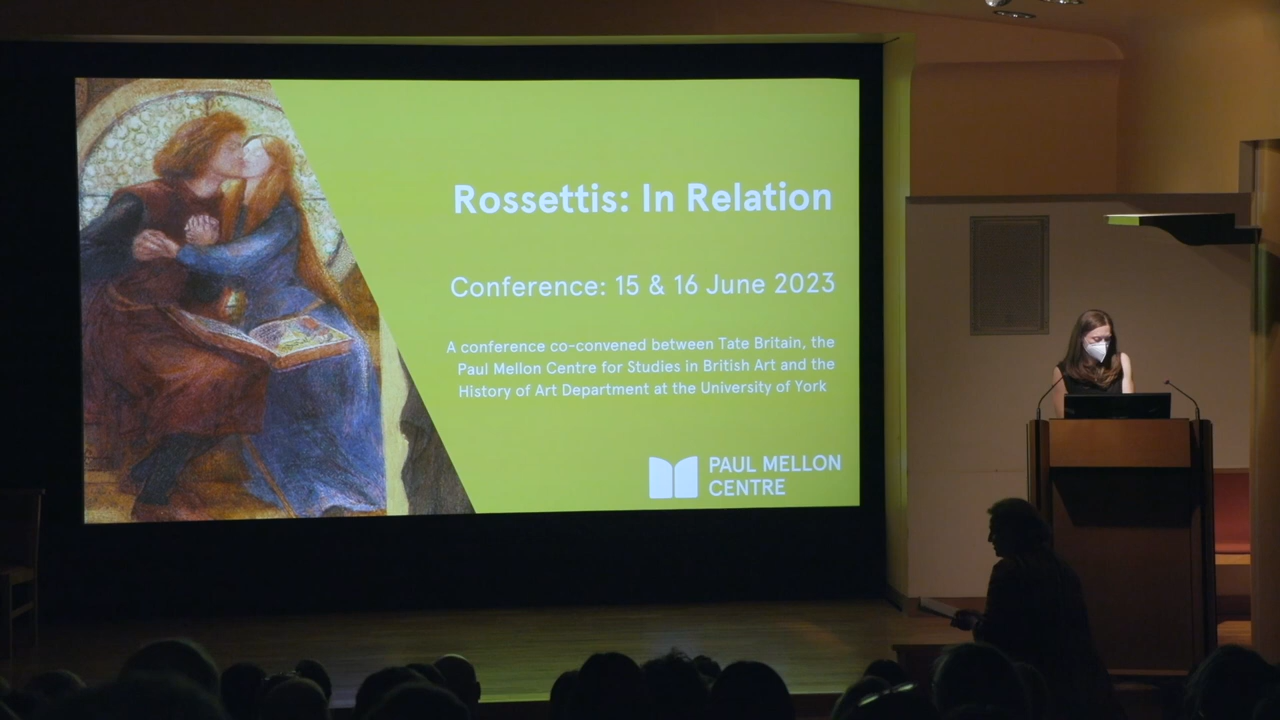 Rossettis: In Relation
Conference: 15 & 16 June 2023
A conference co-convened between Tate Britain, the
Paul Mellon Centre for Studies in British Art and the
History of Art Department at the University of York
PAUL MELLON
CENTRE